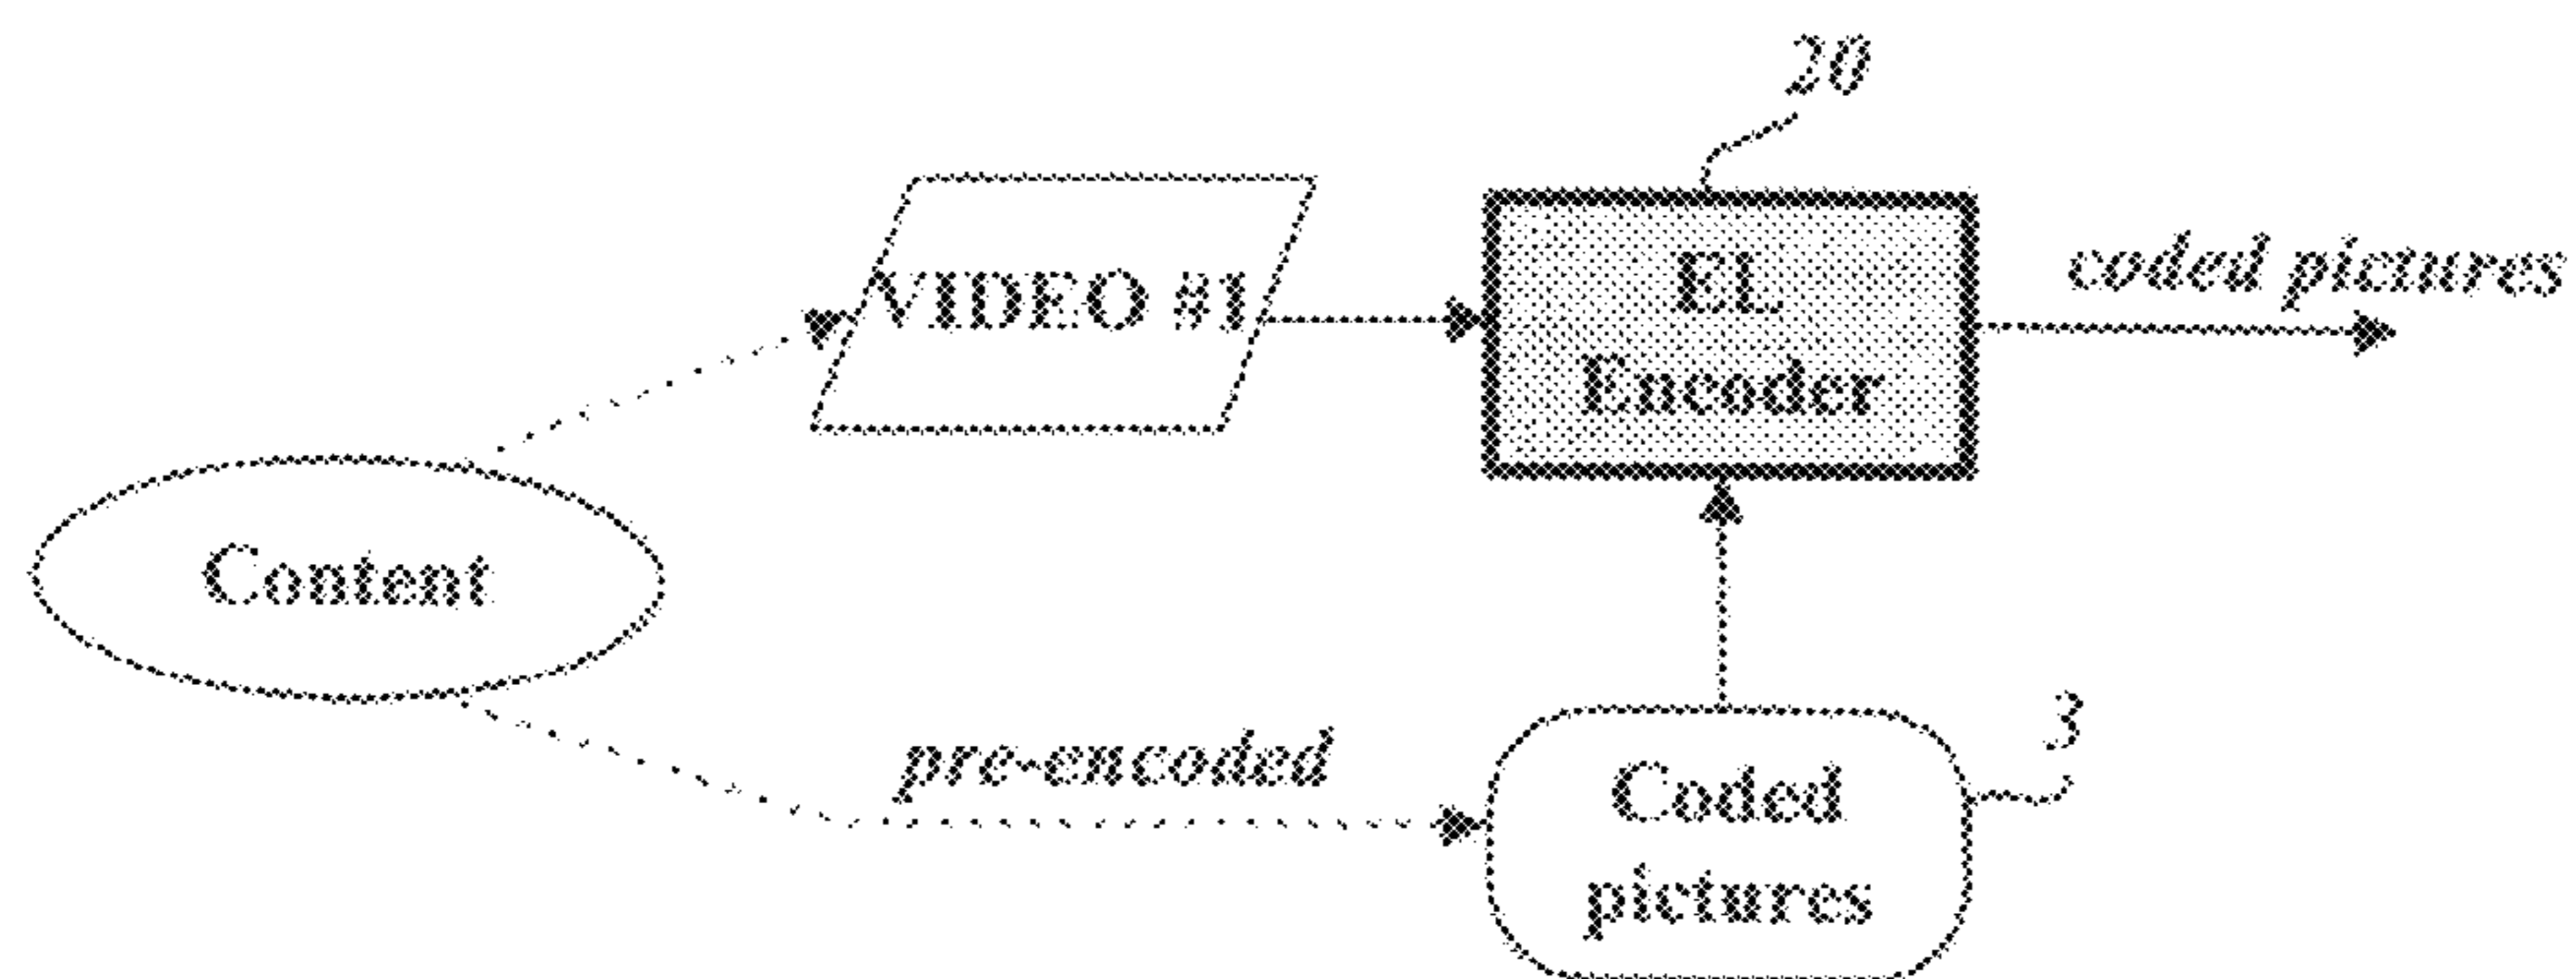 20
VIDEO #1
EL
Encoder
coded pictures
Content
pre-encoded
3
Coded
pictures